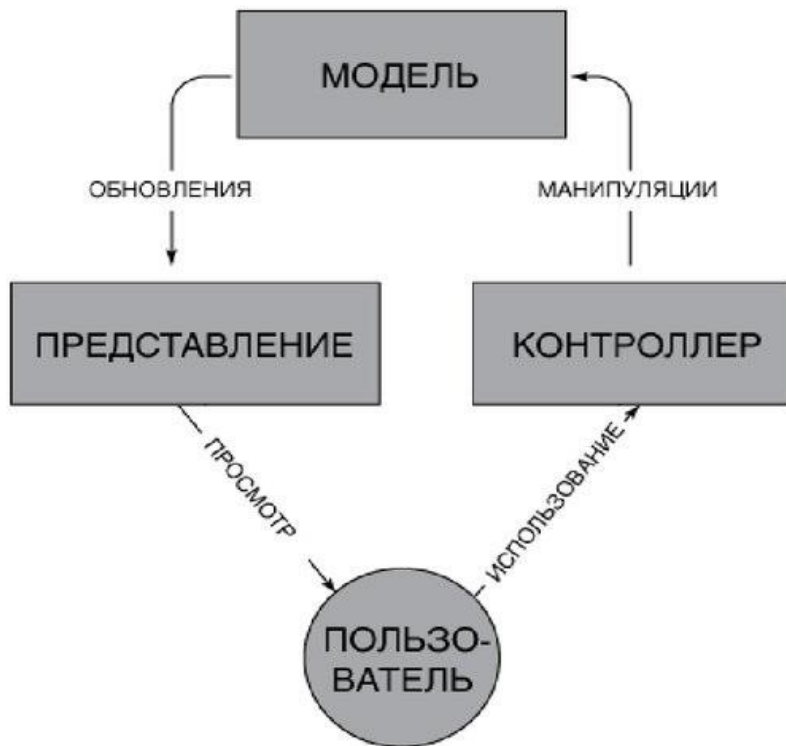 МОДЕЛЬ
ОБНОВЛЕНИЯ
МАНИПУЛЯЦИИ
ПРЕДСТАВЛЕНИЕ
КОНТРОЛЛЕР
ПРОСМОТР
ИСПОЛЬЗОВАНИЕ
ПОЛЬЗО-
ВАТЕЛЬ